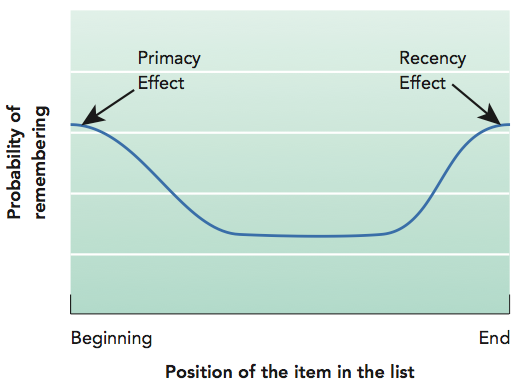 Primacy
Effect
Recency
Effect
Probability of
remembering
Beginning
End
Position of the item in the list